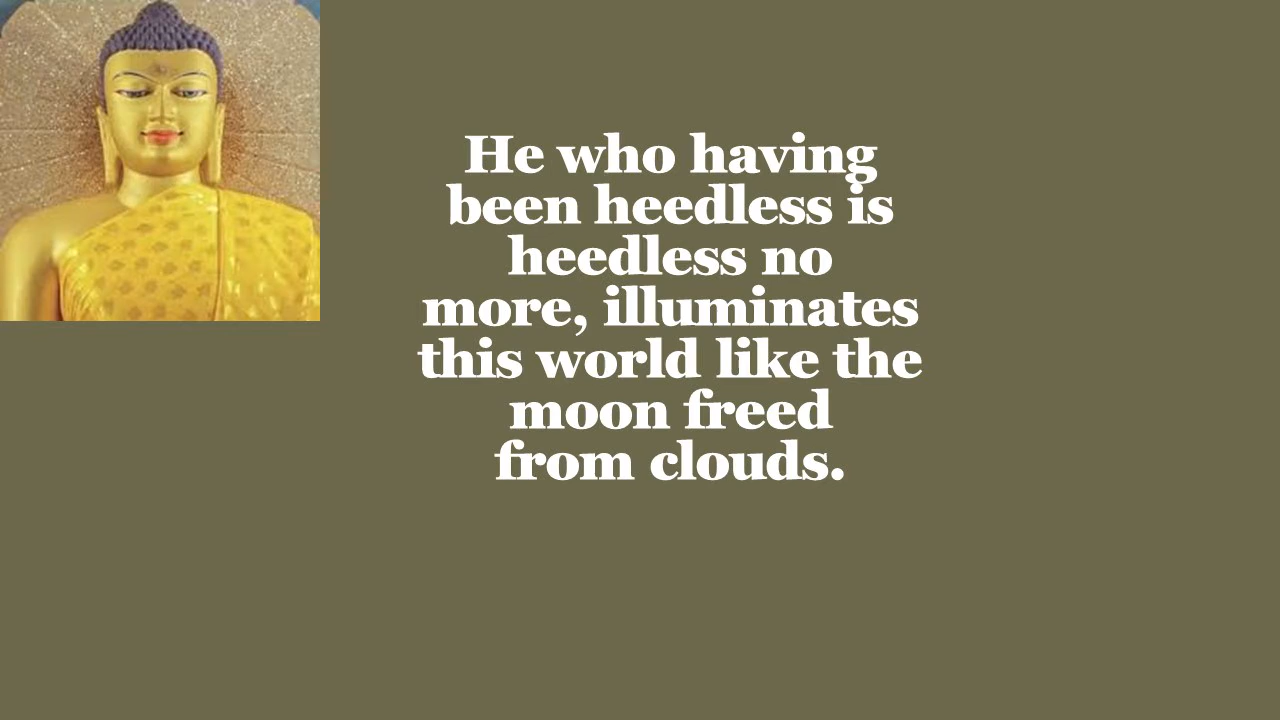 He who having
been heedless is
heedless no
more, illuminates
this world like the
moon freed
from clouds.